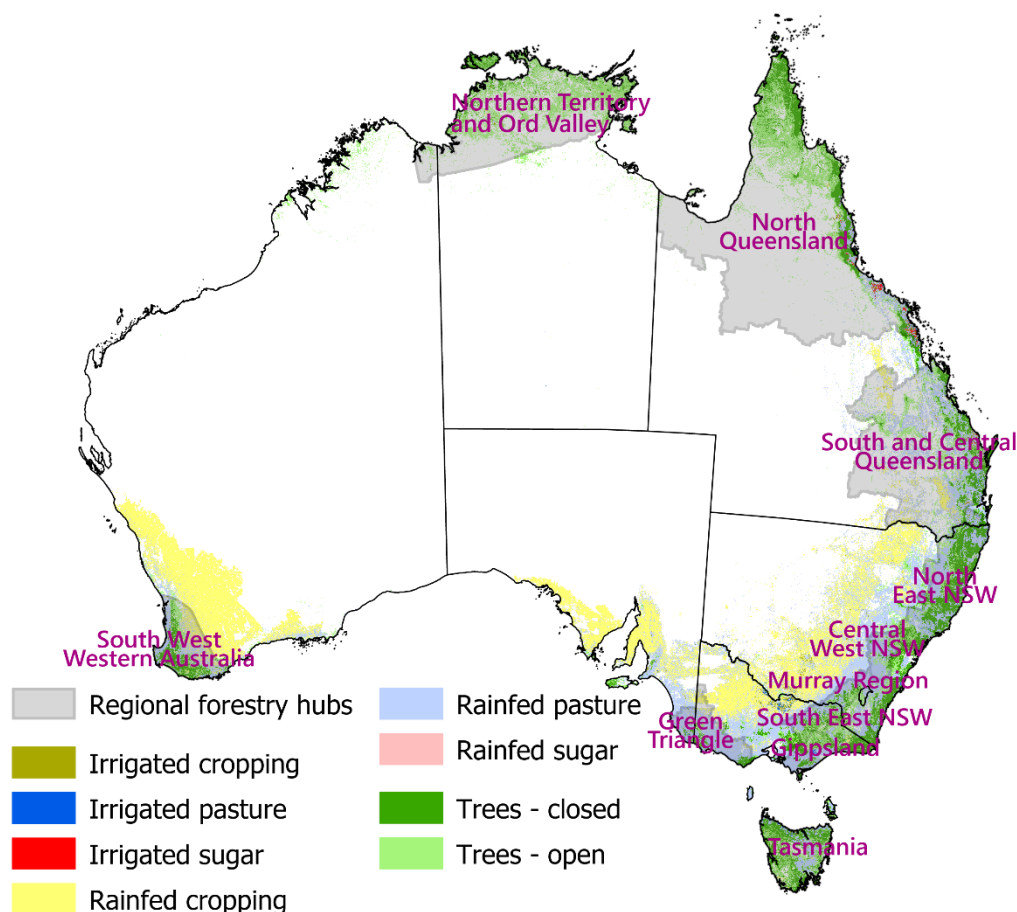 Northern Territory
and Ord Valley
North
Queensland
South and Central
Queensland
North
East NSW
Central
West NSW
South West
Western Australia
Murray Region
Green
Triangle
South East NSW
Gippsland
Tasmania
Regional forestry hubs
Irrigated cropping
Irrigated pasture
Irrigated sugar
Rainfed cropping
Rainfed pasture
Rainfed sugar
Trees - closed
Trees - open